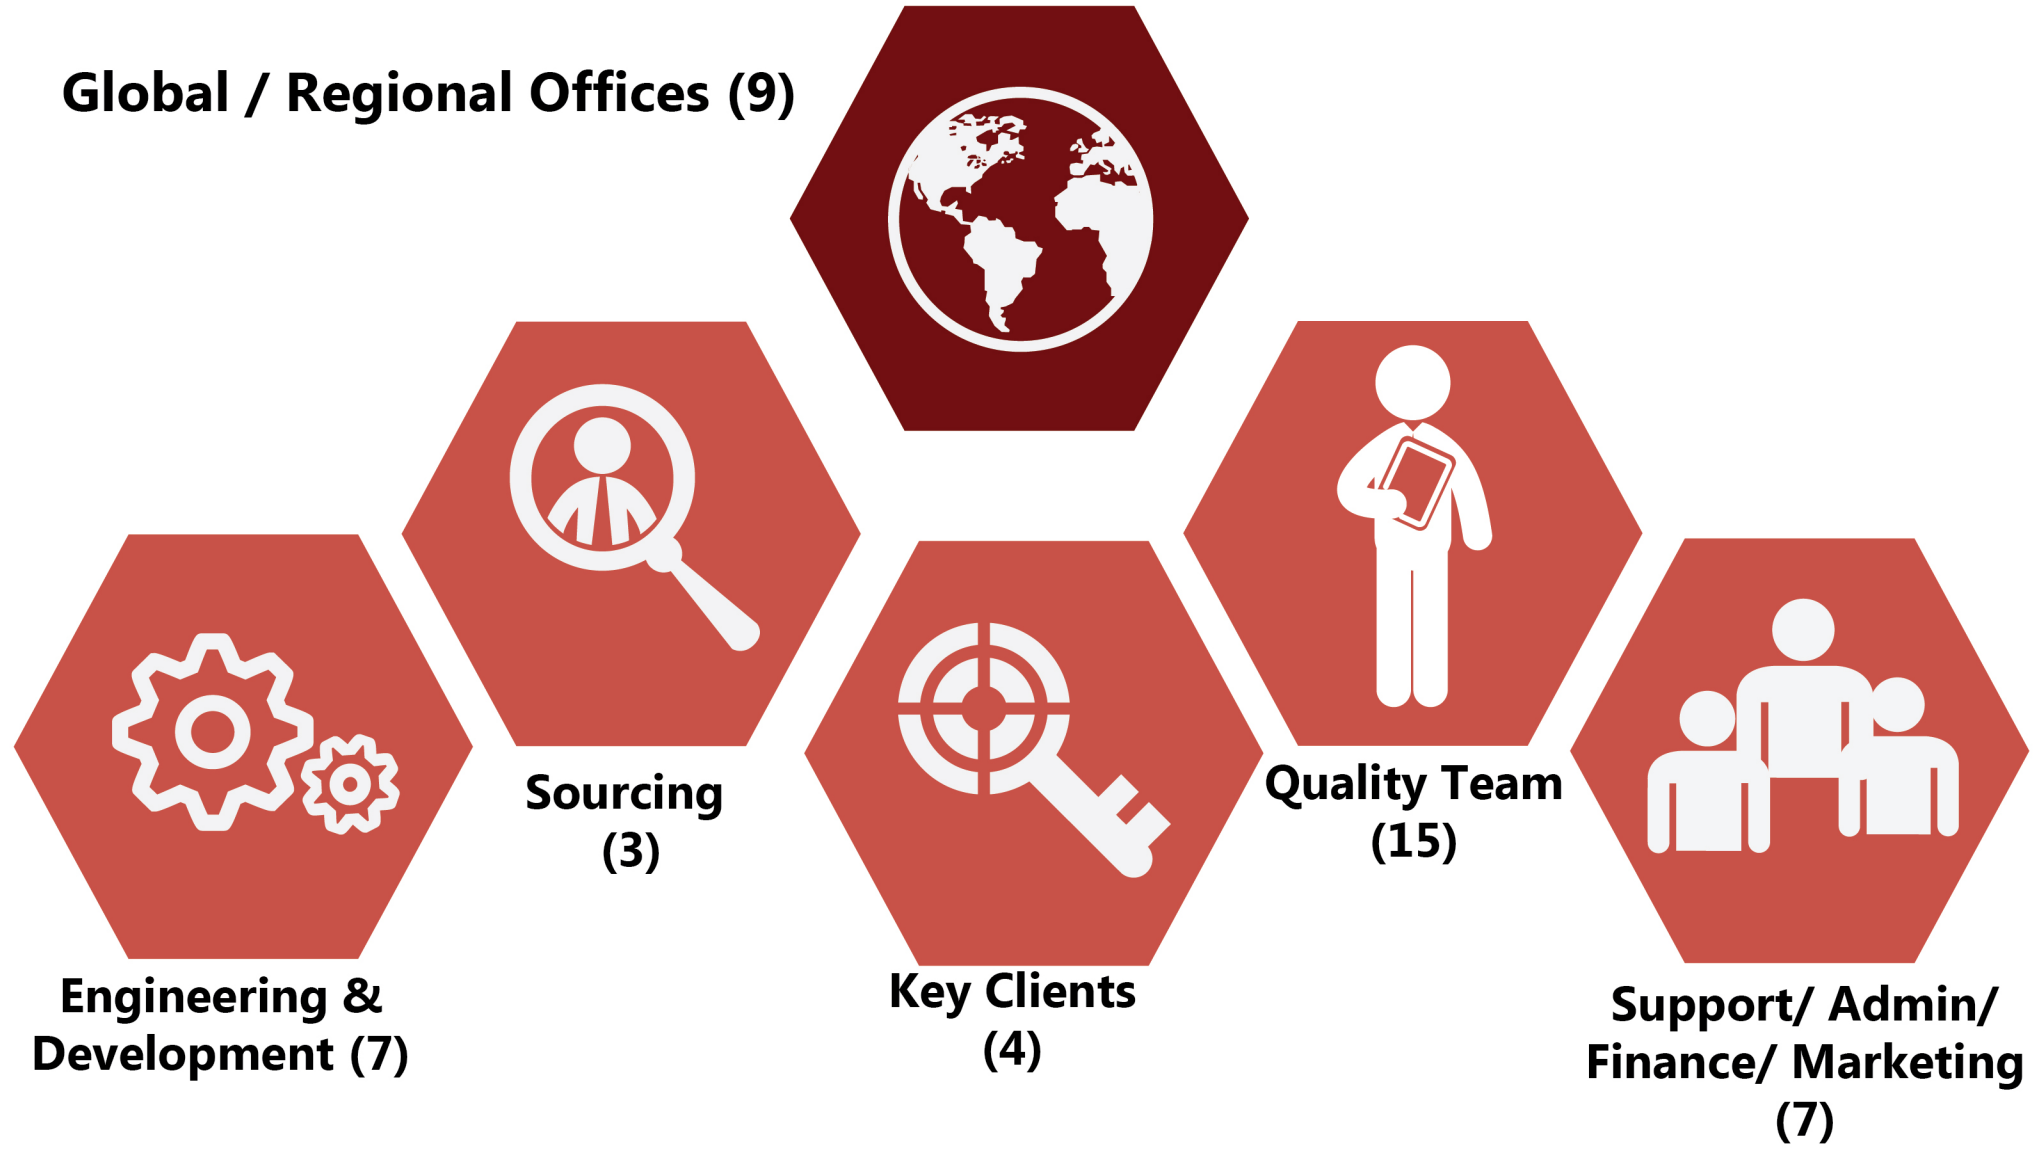 Global / Regional Offices (9)
Engineering &
Development (7)
Sourcing
(3)
Key Clients
(4)
Quality Team
(15)
Support/ Admin/
Finance/ Marketing
(7)